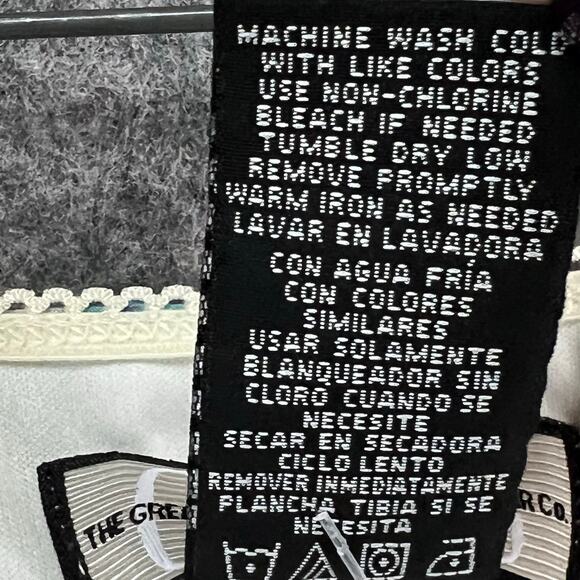 MACHINE WASH COLD
WITH LIKE COLORS
USE NON-CHLORINE
BLEACH IF NEEDED
TUMBLE DRY LOW
REMOVE PROMPTLY
WARM IRON AS NEEDED
LAVAR EN LAVADORA
CON AGUA FRÍA
CON COLORES
SIMILARES
USAR SOLAMENTE
BLANQUEADOR SIN
CLORO CUANDO SE
NECESITE
SECAR EN SECADORA
CICLO LENTO
REMOVER INMEDIATAMENTE
PLANCHA TIBIA SI SE
NECESITA
THE GRE
R CO.